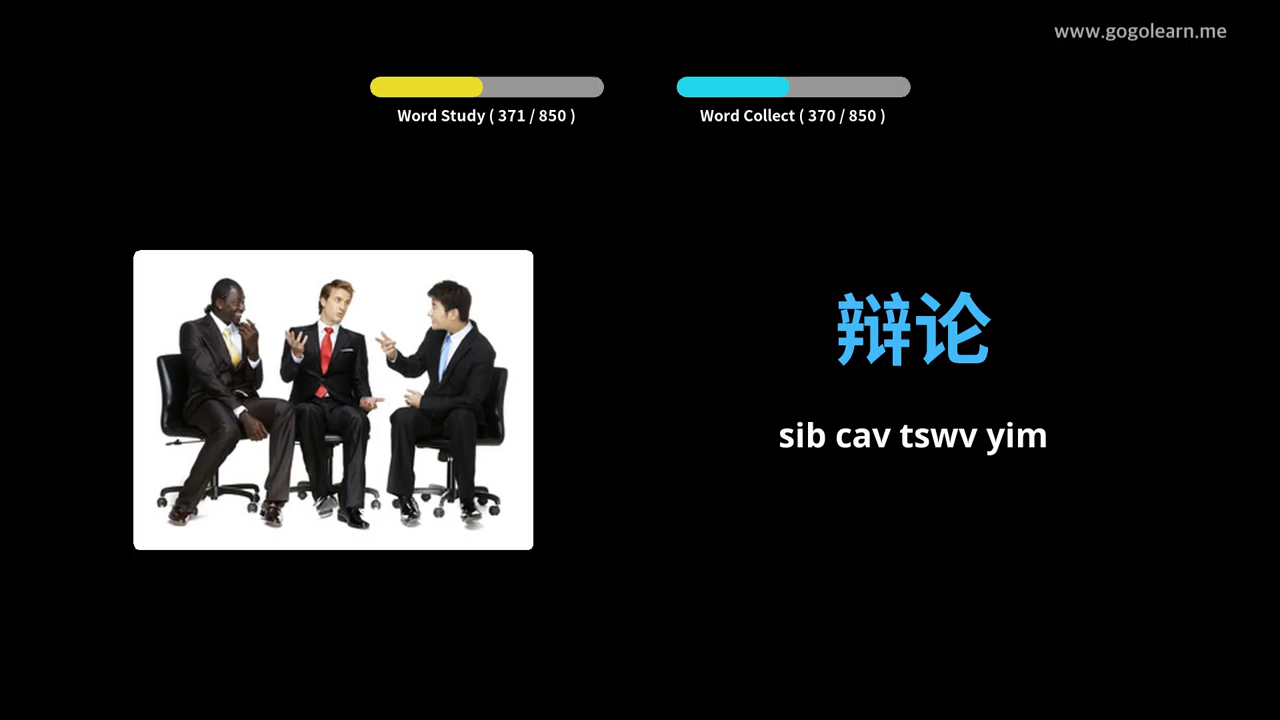 www.gogolearn.me
Word Study ( 371 / 850 )
Word Collect ( 370 / 850 )
辩论
sib cav tswv yim